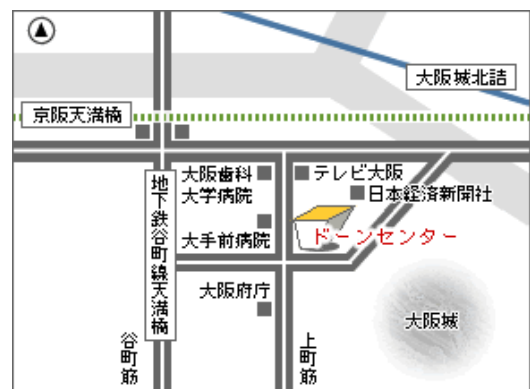 大阪城北詰
京阪天満橋
地下鉄谷町線天満橋
大阪歯科
大学病院
テレビ大阪
日本経済新聞社
大手前病院
ドーンセンター
大阪府庁
大阪城
谷町筋
上町筋